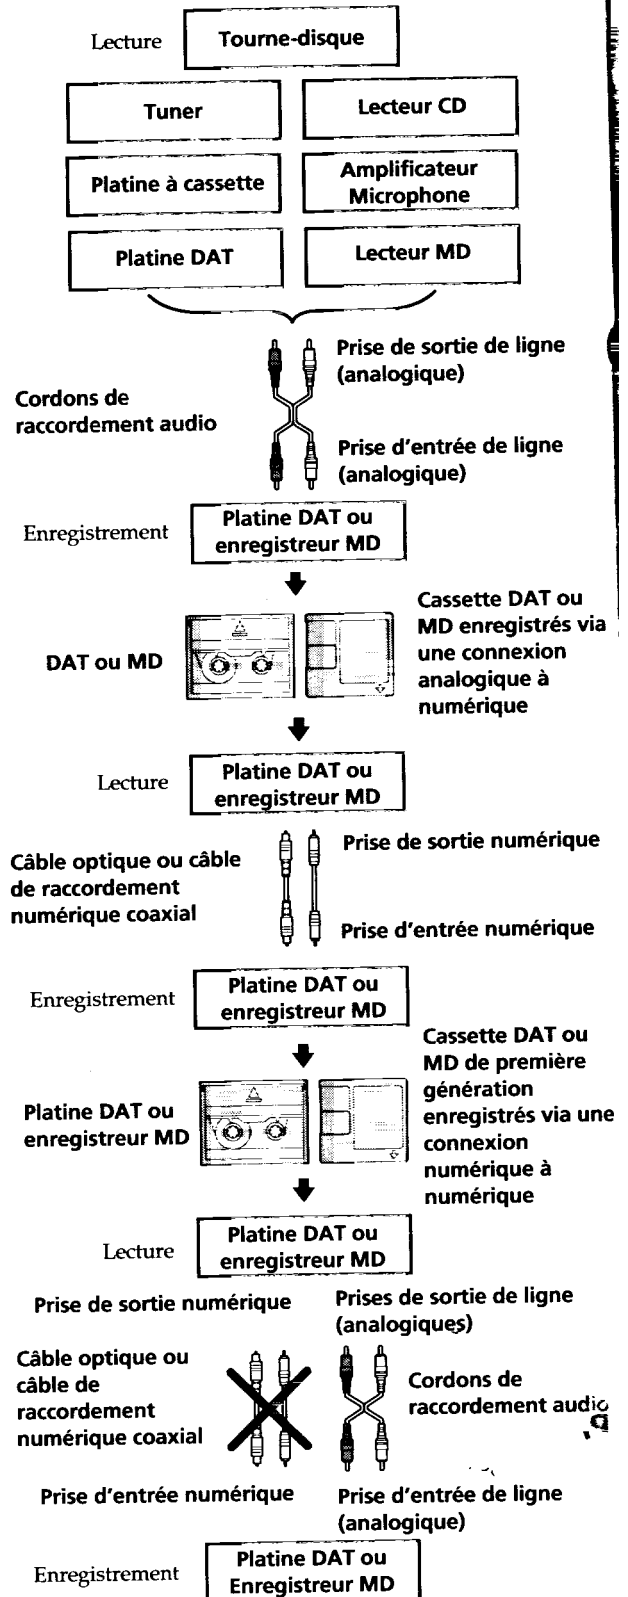 Lecture
Tourne-disque
Tuner
Lecteur CD
Platine à cassette
Amplificateur
Microphone
Platine DAT
Lecteur MD
Prise de sortie de ligne
(analogique)
Cordons de
raccordement audio
Prise d'entrée de ligne
(analogique)
Enregistrement
Platine DAT ou
enregistreur MD
DAT ou MD
Cassette DAT ou
MD enregistrés via
une connexion
analogique à
numérique
Lecture
Platine DAT ou
enregistreur MD
Câble optique ou câble
de raccordement
numérique coaxial
Prise de sortie numérique
Prise d'entrée numérique
Enregistrement
Platine DAT ou
enregistreur MD
Platine DAT ou
enregistreur MD
Cassette DAT ou
MD de première
génération
enregistrés via une
connexion
numérique à
numérique
Lecture
Platine DAT ou
enregistreur MD
Prise de sortie numérique
Prises de sortie de ligne
(analogiques)
Câble optique ou
câble de
raccordement
numérique coaxial
Cordons de
raccordement audio
Prise d'entrée numérique
Prise d'entrée de ligne
(analogique)
Enregistrement
Platine DAT ou
Enregistreur MD